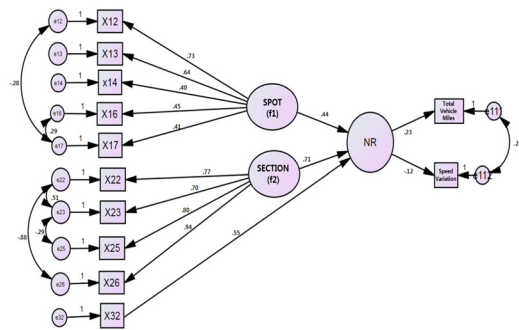 e12 1 X12
e13 1 X13
e14 1 x14
e16 1 X16
e17 1 X17
-.28
.29
.73
.64
.40
.45
.41
SPOT
(f1)
.44
e22 1 X22
e23 1 X23
e25 1 X25
e26 1 X26
e32 1 X32
.51
-.29
-.88
.77
.70
.80
.94
.55
SECTION
(f2)
.71
NR
.23
-.12
Total
Vehicle
Miles
1 e111
Speed
Variation
1 e112
.2